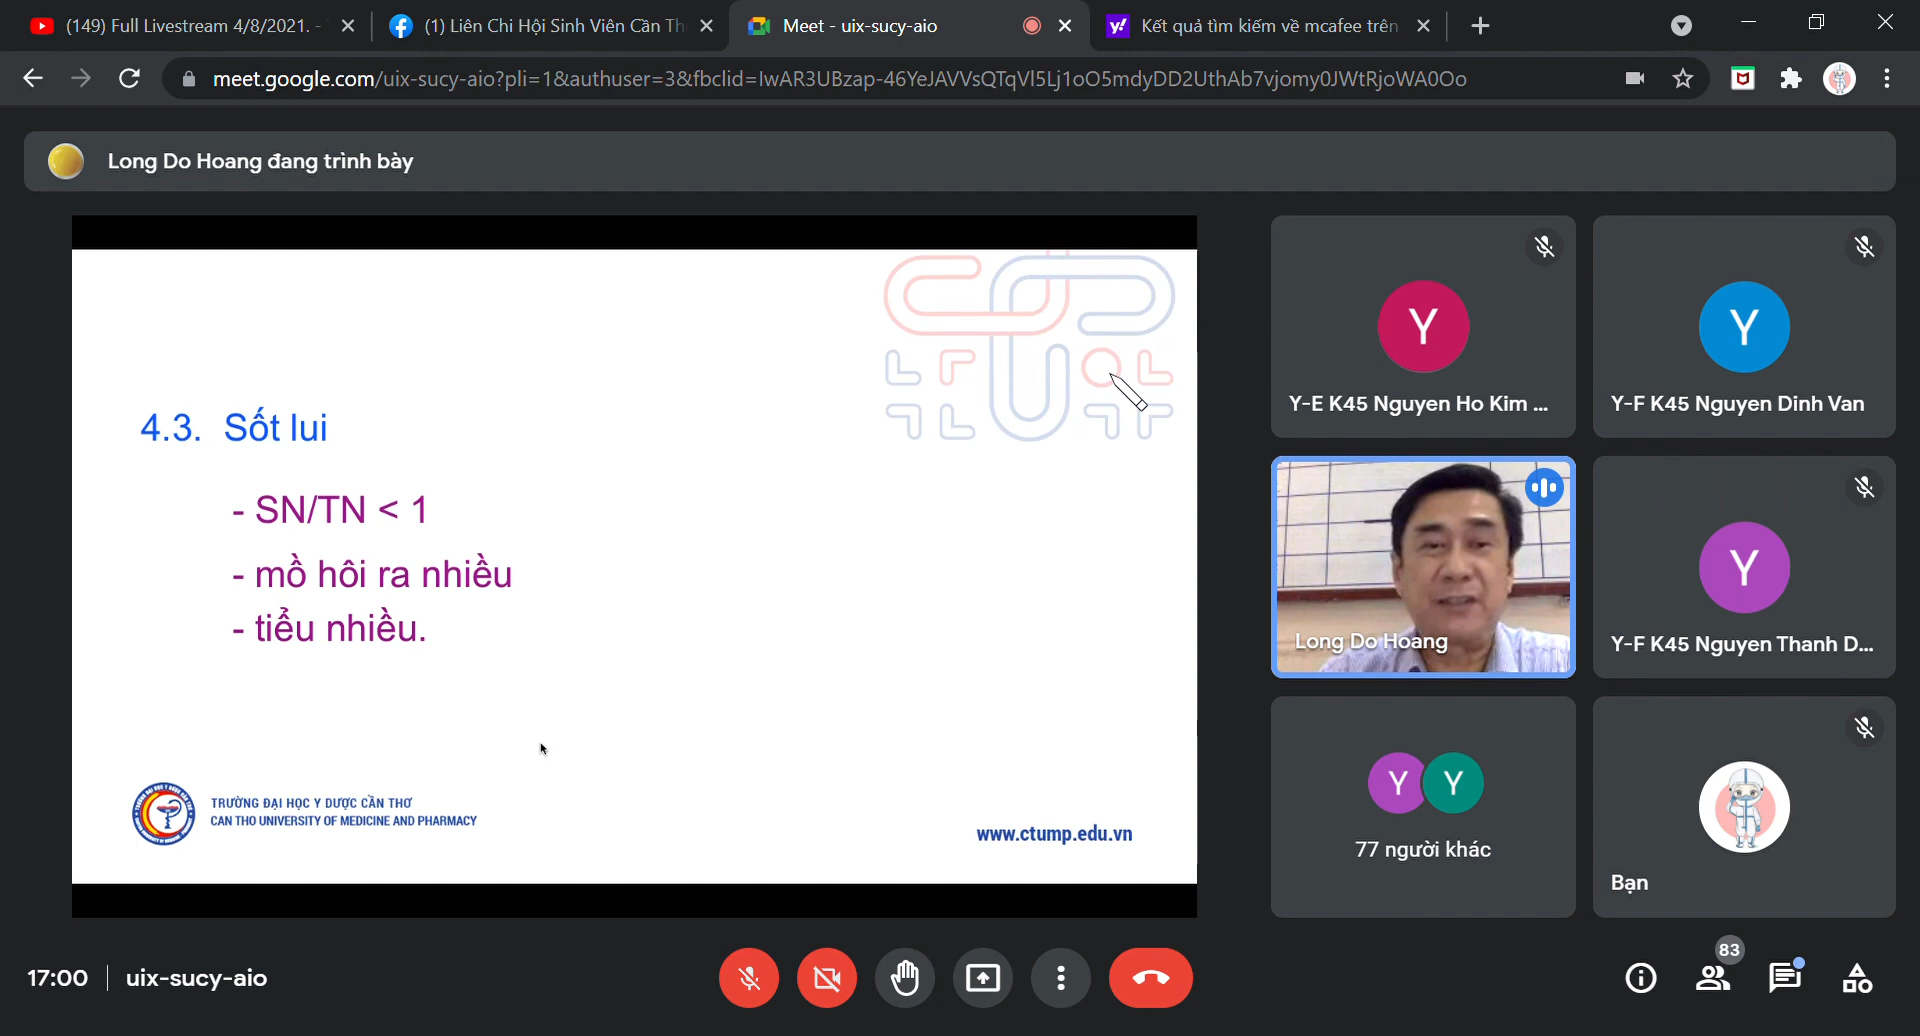 (149) Full Livestream 4/8/2021. -
(1) Liên Chi Hội Sinh Viên Cần Th
Meet - uix-sucy-aio
Kết quả tìm kiếm về mcafee trên
meet.google.com/uix-sucy-aio?pli=1&authuser=3&fbclid=IwAR3UBzap-46YeJAVVsQTqVl5Lj1oO5mdyDD2UthAb7vjomy0JWtRjoWA0Oo
Long Do Hoang đang trình bày
4.3. Sốt lui
- SN/TN < 1
- mồ hôi ra nhiều
- tiểu nhiều.
TRƯỜNG ĐẠI HỌC Y DƯỢC CẦN THƠ
CAN THO UNIVERSITY OF MEDICINE AND PHARMACY
www.ctump.edu.vn
Y
Y-E K45 Nguyen Ho Kim ...
Y
Y-F K45 Nguyen Dinh Van
Long Do Hoang
Y
Y-F K45 Nguyen Thanh D...
Y Y
77 người khác
Bạn
17:00 | uix-sucy-aio
83